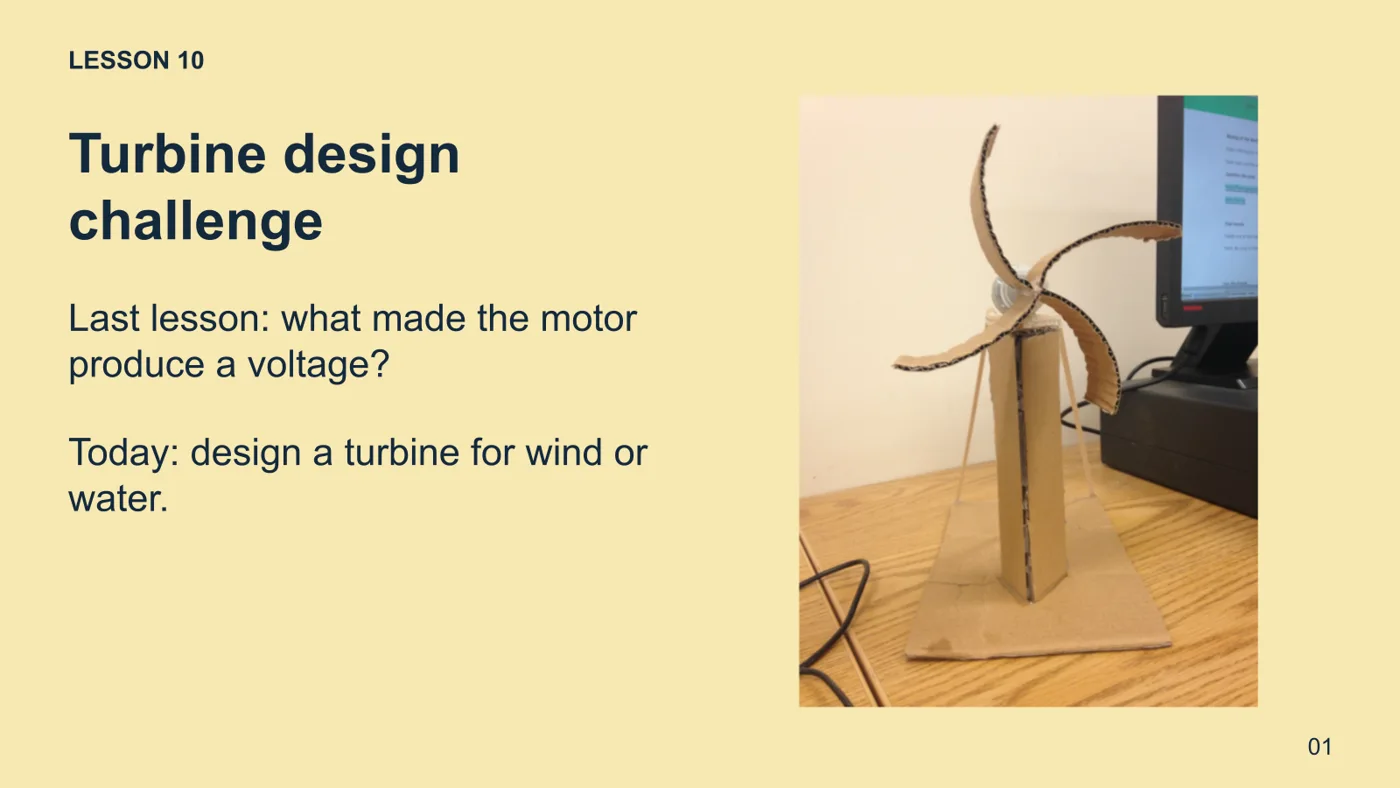 LESSON 10
Turbine design
challenge
Last lesson: what made the motor
produce a voltage?
Today: design a turbine for wind or
water.
01